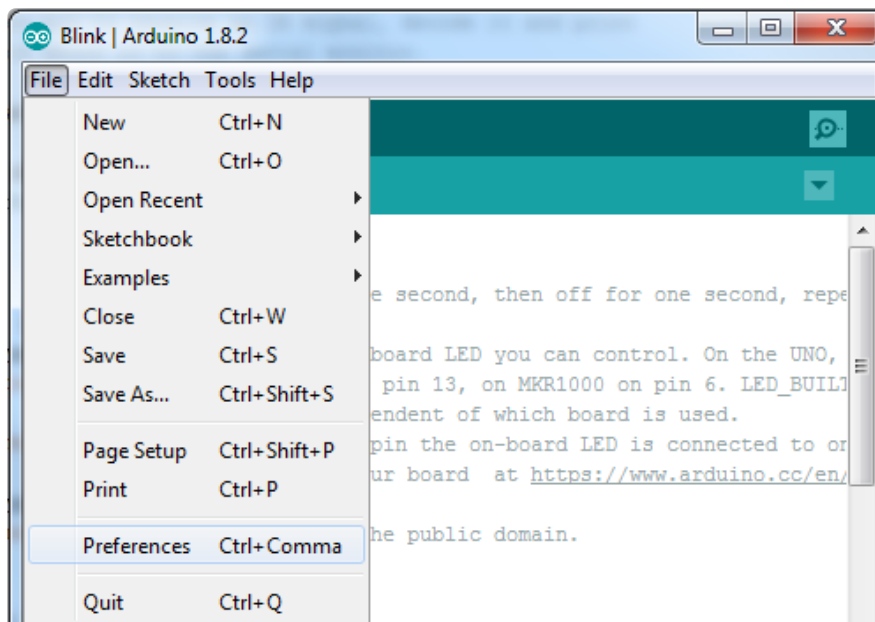 Blink | Arduino 1.8.2
File Edit Sketch Tools Help
New Ctrl+N
Open... Ctrl+O
Open Recent
Sketchbook
Examples
Close Ctrl+W
Save Ctrl+S
Save As... Ctrl+Shift+S
Page Setup Ctrl+Shift+P
Print Ctrl+P
Preferences Ctrl+Comma
Quit Ctrl+Q
e second, then off for one second, repe
board LED you can control. On the UNO,
pin 13, on MKR1000 on pin 6. LED_BUILT
endent of which board is used.
pin the on-board LED is connected to on
ur board at https://www.arduino.cc/en/
he public domain.